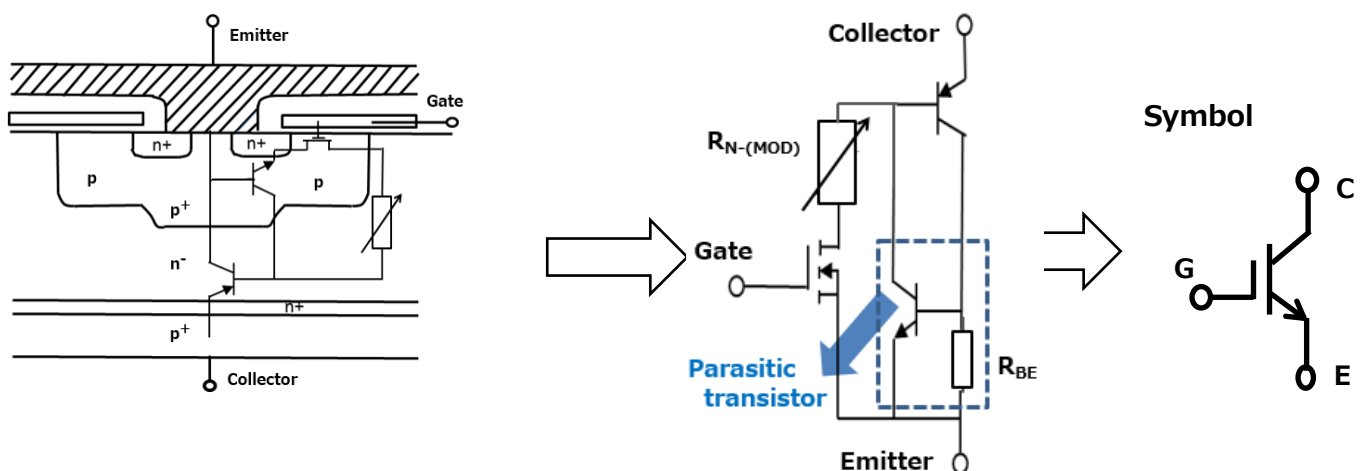 Emitter
Gate
n+
n+
p
p
p+
n-
n+
p+
Collector
Collector
RN-(MOD)
Gate
Parasitic
transistor
RBE
Emitter
Symbol
C
G
E